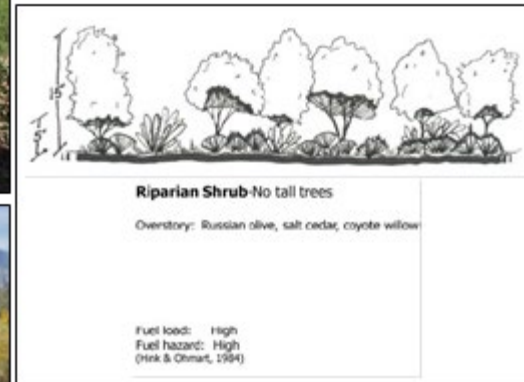 15'
5'
Riparian Shrub-No tall trees
Overstory: Russian olive, salt cedar, coyote willow
Fuel load: High
Fuel hazard: High
(Hink & Ohmart, 1984)